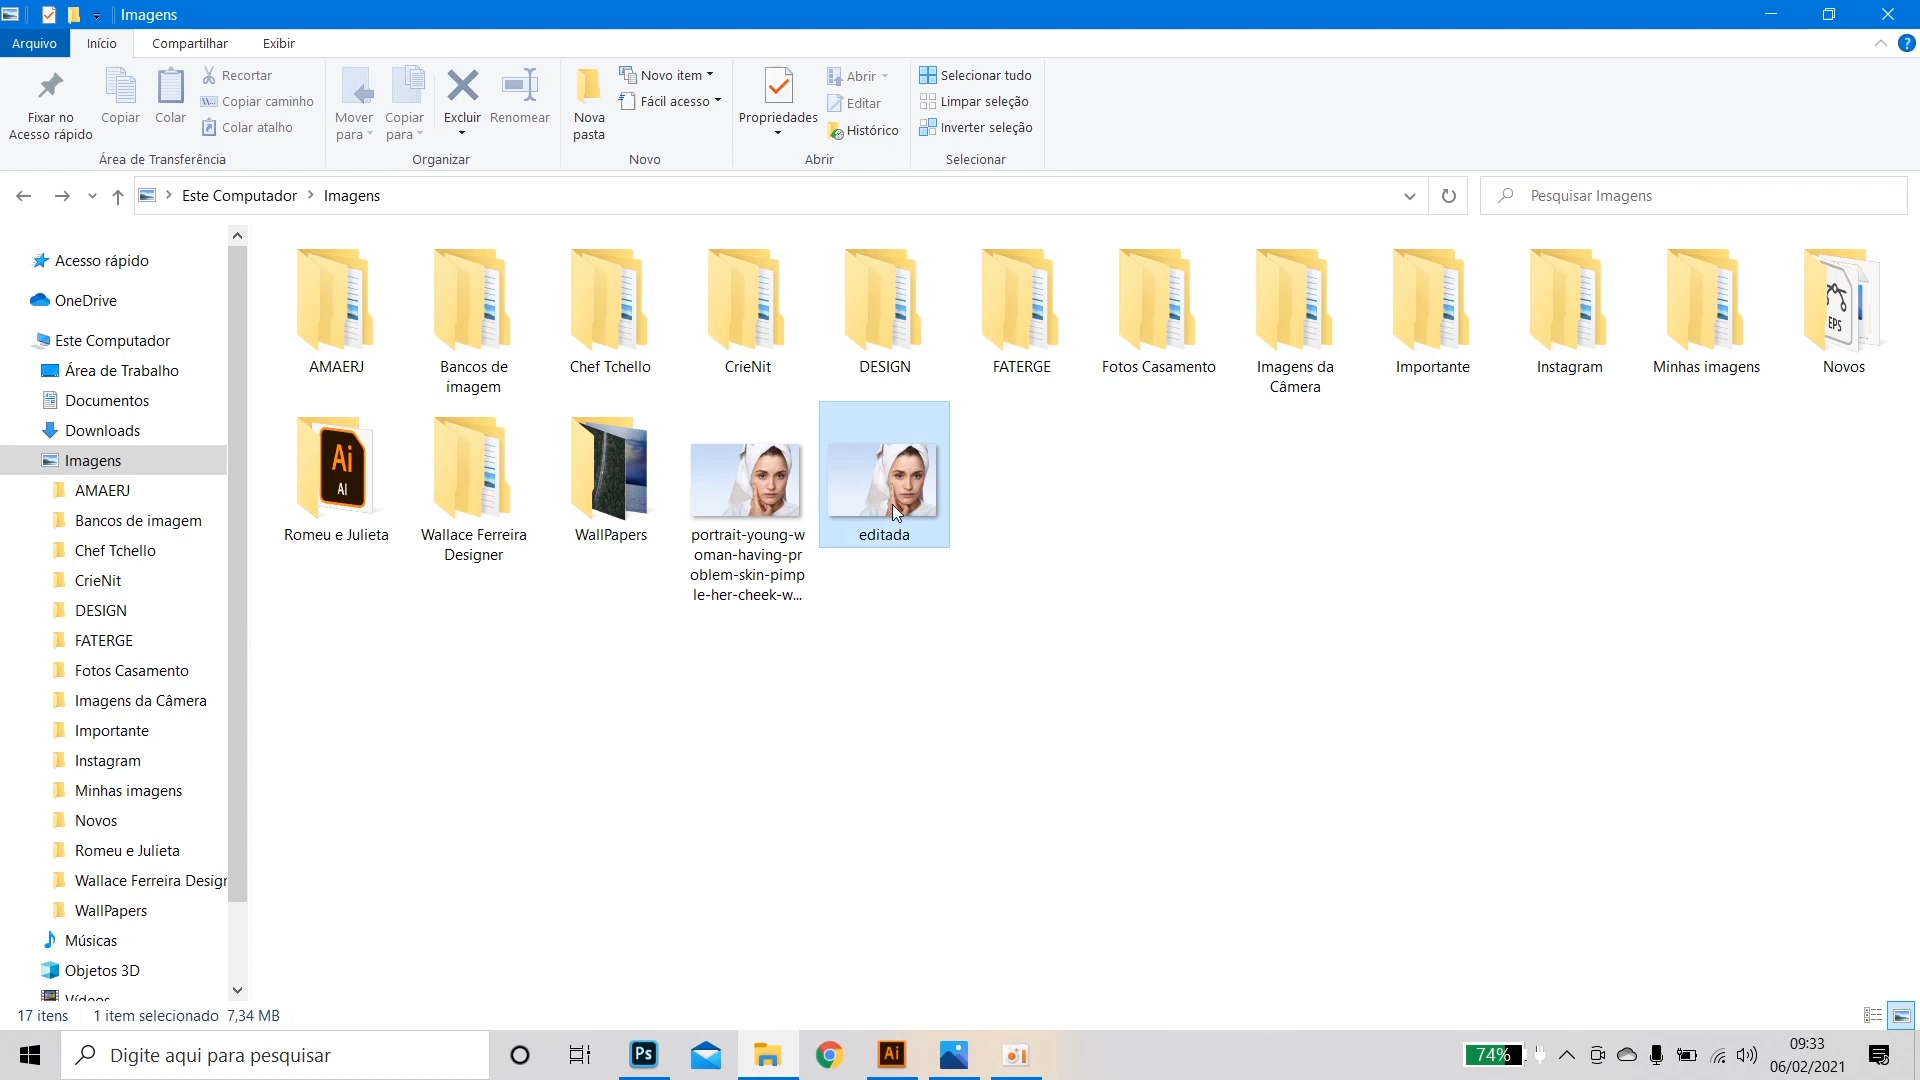 Imagens
Arquivo
Início
Compartilhar
Exibir
Fixar no
Acesso rápido
Copiar
Colar
Recortar
Copiar caminho
Colar atalho
Área de Transferência
Mover
para
Copiar
para
Excluir
Renomear
Organizar
Nova
pasta
Novo item
Fácil acesso
Novo
Propriedades
Abrir
Editar
Histórico
Abrir
Selecionar tudo
Limpar seleção
Inverter seleção
Selecionar
Este Computador
Imagens
Pesquisar Imagens
Acesso rápido
OneDrive
Este Computador
Área de Trabalho
Documentos
Downloads
Imagens
AMAERJ
Bancos de imagem
Chef Tchello
CrieNit
DESIGN
FATERGE
Fotos Casamento
Imagens da Câmera
Importante
Instagram
Minhas imagens
Novos
Romeu e Julieta
Wallace Ferreira Design
WallPapers
Músicas
Objetos 3D
Vídeos
AMAERJ
Bancos de
imagem
Chef Tchello
CrieNit
DESIGN
FATERGE
Fotos Casamento
Imagens da
Câmera
Importante
Instagram
Minhas imagens
EPS
Novos
Ai
AI
Romeu e Julieta
Wallace Ferreira
Designer
WallPapers
portrait-young-w
oman-having-pr
oblem-skin-pimp
le-her-cheek-w...
editada
17 itens
1 item selecionado 7,34 MB
Digite aqui para pesquisar
Ps
Ai
74%
09:33
06/02/2021